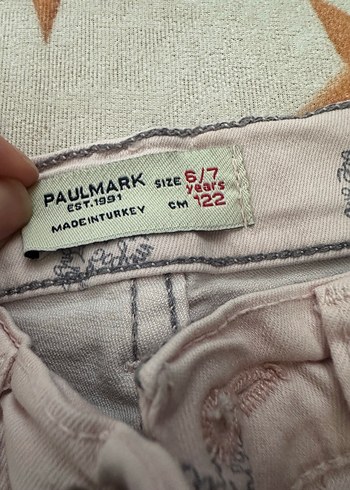 PAULMARK
EST.1991
MADEINTURKEY
SIZE 6/7
years
CM 122